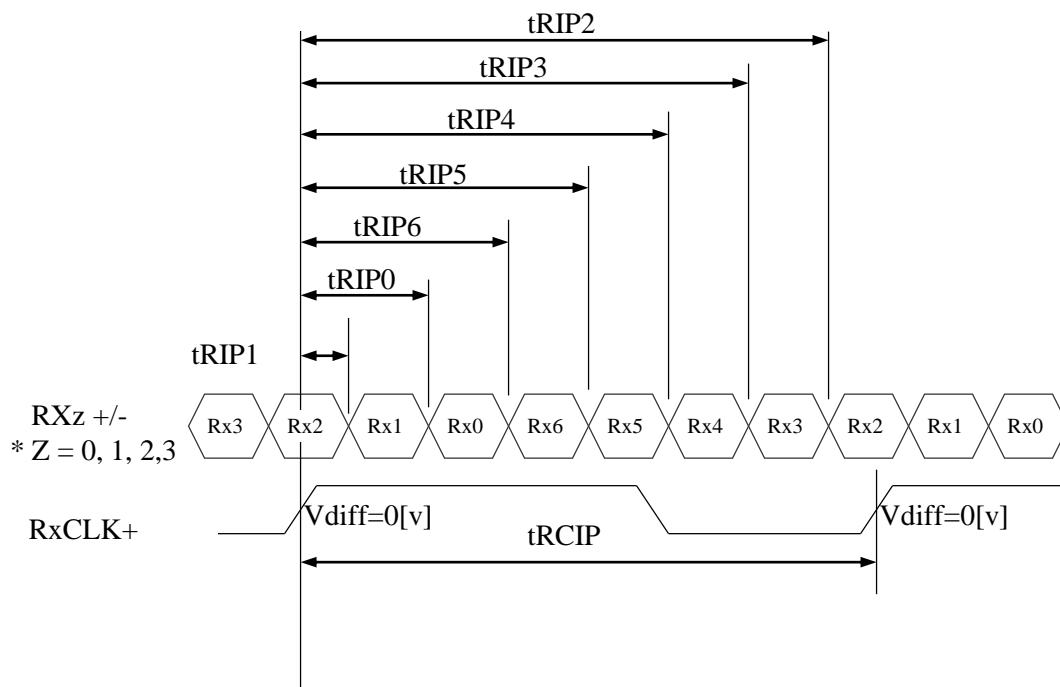 tRIP2
tRIP3
tRIP4
tRIP5
tRIP6
tRIP0
tRIP1
RXz +/-
* Z = 0, 1, 2,3
Rx3 Rx2 Rx1 Rx0 Rx6 Rx5 Rx4 Rx3 Rx2 Rx1 Rx0
RxCLK+
Vdiff=0[v] Vdiff=0[v]
tRCIP